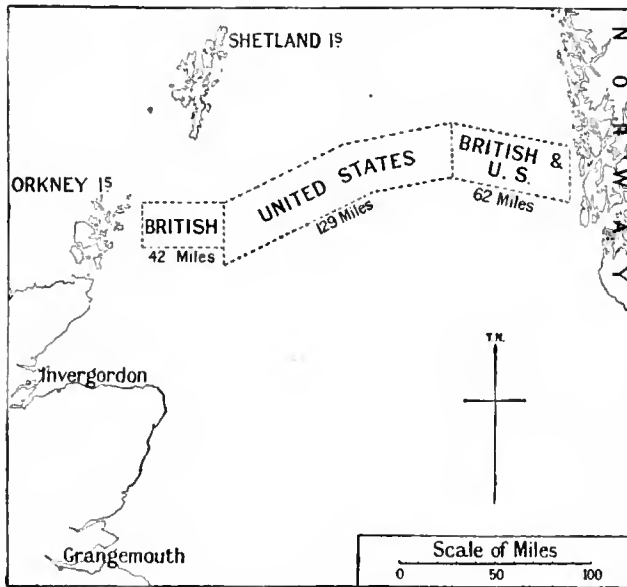 SHETLAND Iˢ
NORWAY
BRITISH &
U.S.
62 Miles
UNITED STATES
129 Miles
ORKNEY Iˢ
BRITISH
42 Miles
T.N.
Invergordon
Grangemouth
Scale of Miles
0 50 100